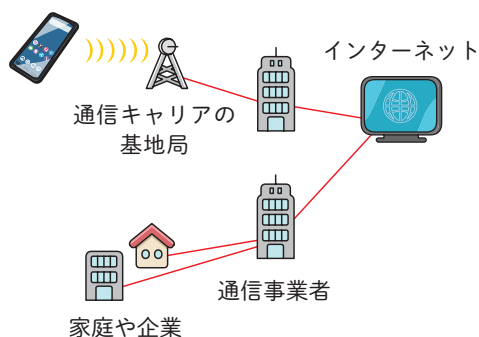 インターネット
通信キャリアの
基地局
通信事業者
家庭や企業